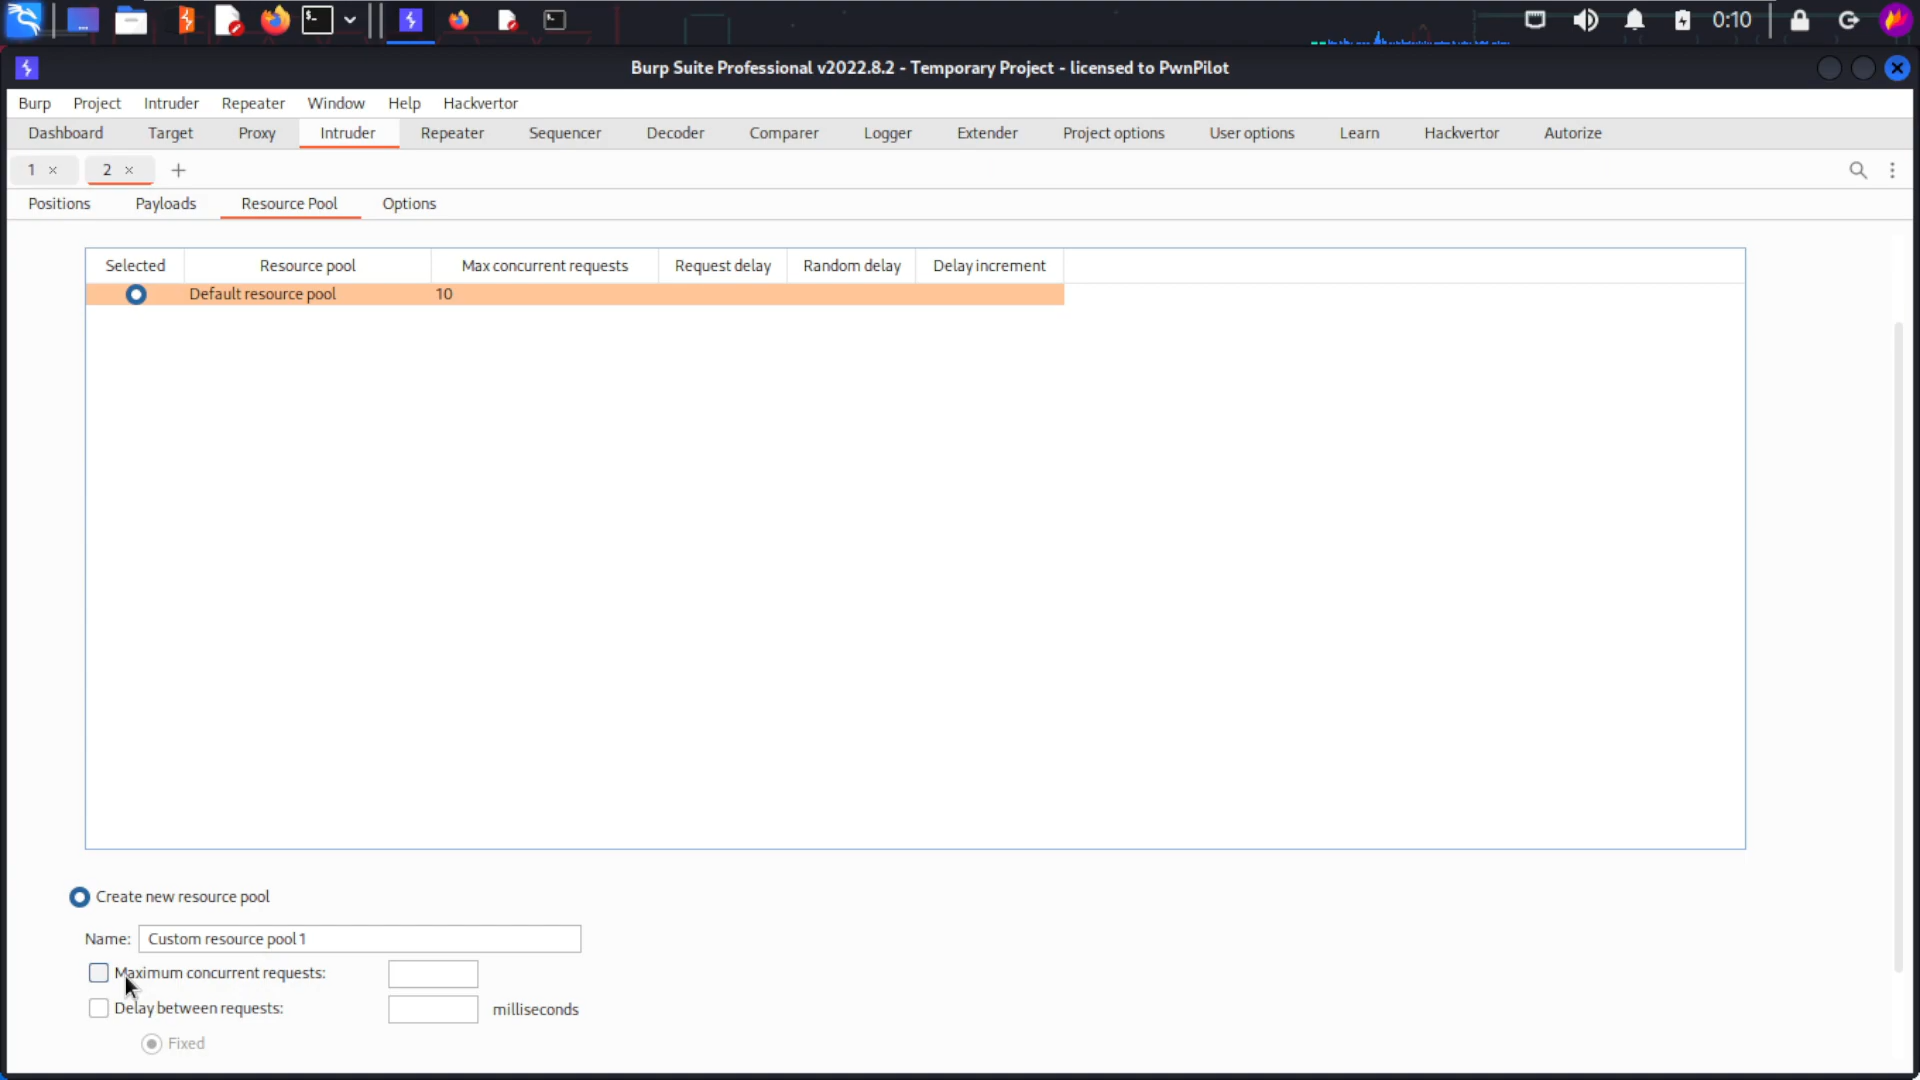 0:10
Burp Suite Professional v2022.8.2 - Temporary Project - licensed to PwnPilot
Burp Project Intruder Repeater Window Help Hackvertor
Dashboard Target Proxy Intruder Repeater Sequencer Decoder Comparer Logger Extender Project options User options Learn Hackvertor Autorize
1 × 2 × +
Positions Payloads Resource Pool Options
Selected Resource pool Max concurrent requests Request delay Random delay Delay increment
Default resource pool 10
Create new resource pool
Name: Custom resource pool 1
Maximum concurrent requests:
Delay between requests: milliseconds
Fixed